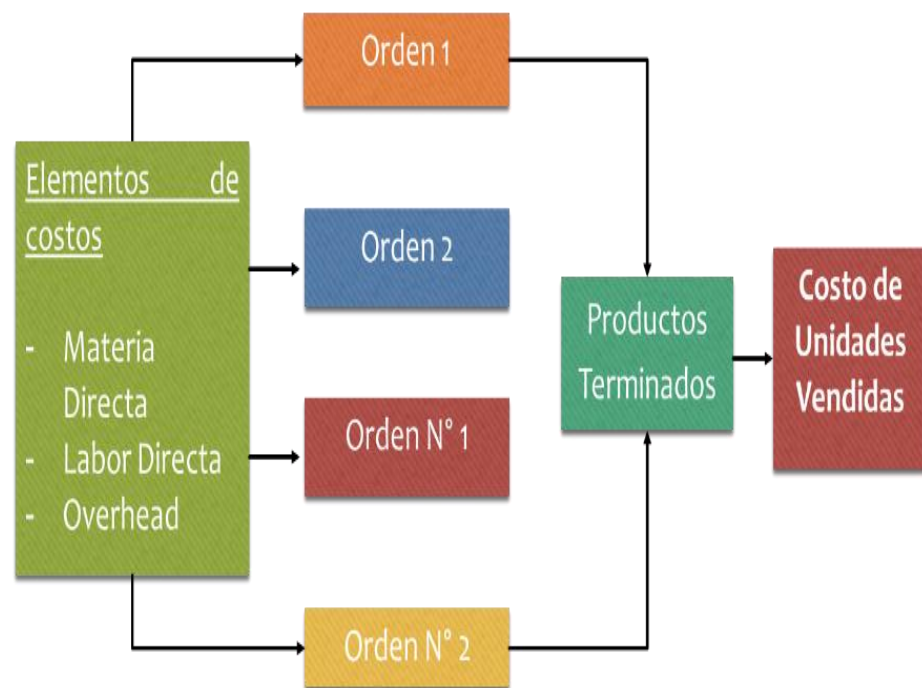 Elementos de
costos
- Materia
Directa
- Labor Directa
- Overhead
Orden 1
Orden 2
Orden N° 1
Orden N° 2
Productos
Terminados
Costo de
Unidades
Vendidas